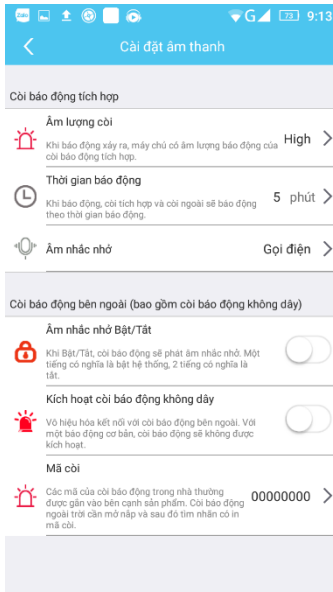 Zalo G 73 9:13
Cài đặt âm thanh
Còi báo động tích hợp
Âm lượng còi
Khi báo động xảy ra, máy chủ có âm lượng báo động của
còi báo động tích hợp.
High
Thời gian báo động
Khi báo động, còi tích hợp và còi ngoài sẽ báo động
theo thời gian báo động.
5 phút
Âm nhắc nhở Gọi điện
Còi báo động bên ngoài (bao gồm còi báo động không dây)
Âm nhắc nhở Bật/Tắt
Khi Bật/Tắt, còi báo động sẽ phát âm nhắc nhở. Một
tiếng có nghĩa là bật hệ thống, 2 tiếng có nghĩa là
tắt.
Kích hoạt còi báo động không dây
Vô hiệu hóa kết nối với còi báo động bên ngoài. Với
một báo động cơ bản, còi báo động sẽ không được
kích hoạt.
Mã còi
Các mã của còi báo động trong nhà thường
được gắn vào bên cạnh sản phẩm. Còi báo động
ngoài trời cần mở nắp và sau đó tìm nhãn có in
mã còi.
00000000